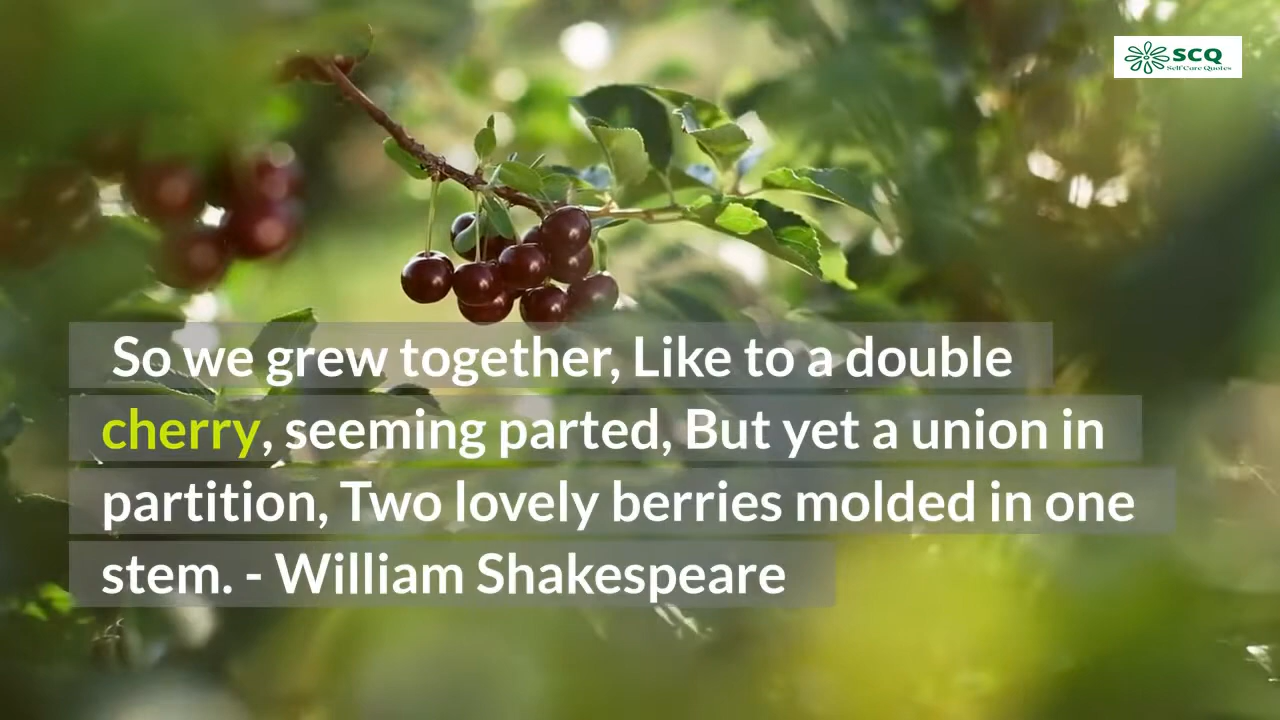 SCQ
Self Care Quotes
So we grew together, Like to a double
cherry, seeming parted, But yet a union in
partition, Two lovely berries molded in one
stem. - William Shakespeare